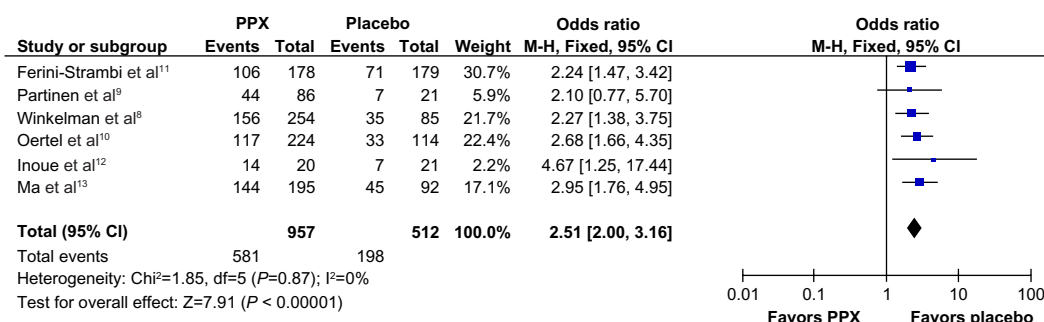 PPX Placebo Odds ratio Odds ratio
Study or subgroup Events Total Events Total Weight M-H, Fixed, 95% CI M-H, Fixed, 95% CI
Ferini-Strambi et al¹¹ 106 178 71 179 30.7% 2.24 [1.47, 3.42]
Partinen et al⁹ 44 86 7 21 5.9% 2.10 [0.77, 5.70]
Winkelman et al⁸ 156 254 35 85 21.7% 2.27 [1.38, 3.75]
Oertel et al¹⁰ 117 224 33 114 22.4% 2.68 [1.66, 4.35]
Inoue et al¹² 14 20 7 21 2.2% 4.67 [1.25, 17.44]
Ma et al¹³ 144 195 45 92 17.1% 2.95 [1.76, 4.95]
Total (95% CI) 957 512 100.0% 2.51 [2.00, 3.16]
Total events 581 198
Heterogeneity: Chi²=1.85, df=5 (P=0.87); I²=0%
Test for overall effect: Z=7.91 (P < 0.00001)
0.01 0.1 1 10 100
Favors PPX Favors placebo